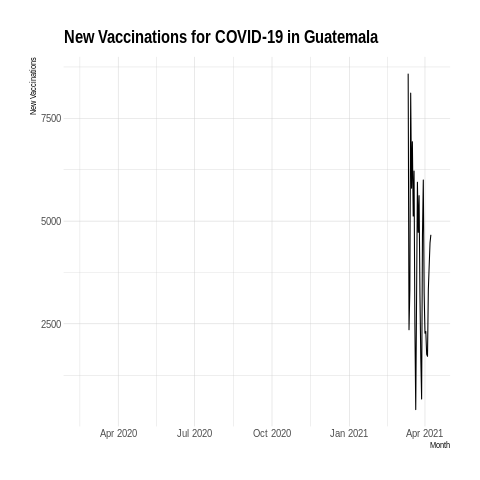 New Vaccinations for COVID-19 in Guatemala
New Vaccinations
7500
5000
2500
Apr 2020 Jul 2020 Oct 2020 Jan 2021 Apr 2021
Month